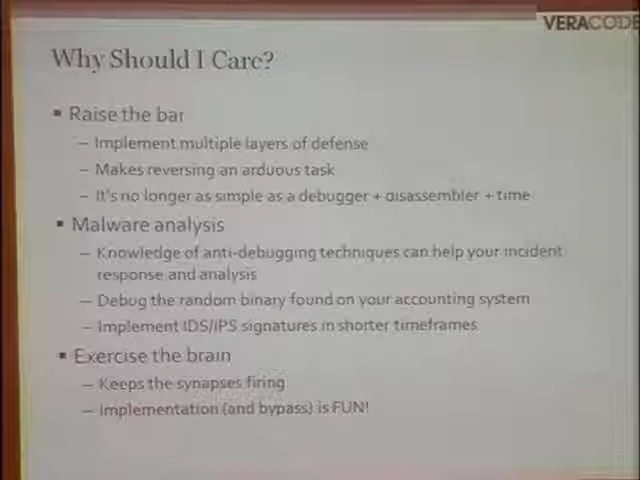 VERACODE
Why Should I Care?
▪ Raise the bar
– Implement multiple layers of defense
– Makes reversing an arduous task
– It's no longer as simple as a debugger + disassembler + time
▪ Malware analysis
– Knowledge of anti-debugging techniques can help your incident
response and analysis
– Debug the random binary found on your accounting system
– Implement IDS/IPS signatures in shorter timeframes
▪ Exercise the brain
– Keeps the synapses firing
– Implementation (and bypass) is FUN!